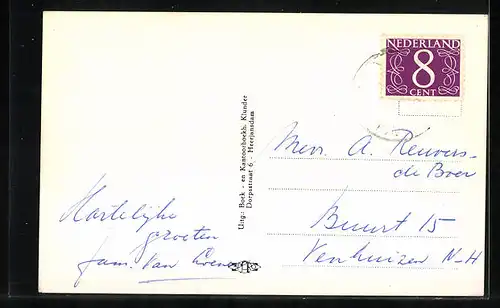 NEDERLAND
8
CENT
Uitg.: Boek - en Kantoorboekh. Klunder
Dorpsstraat 6 - Heerjansdam
Mevr. A. Reuvers-
de Boer
Buurt 15
Venhuizen N-H
Hartelijke
groeten
fam. van